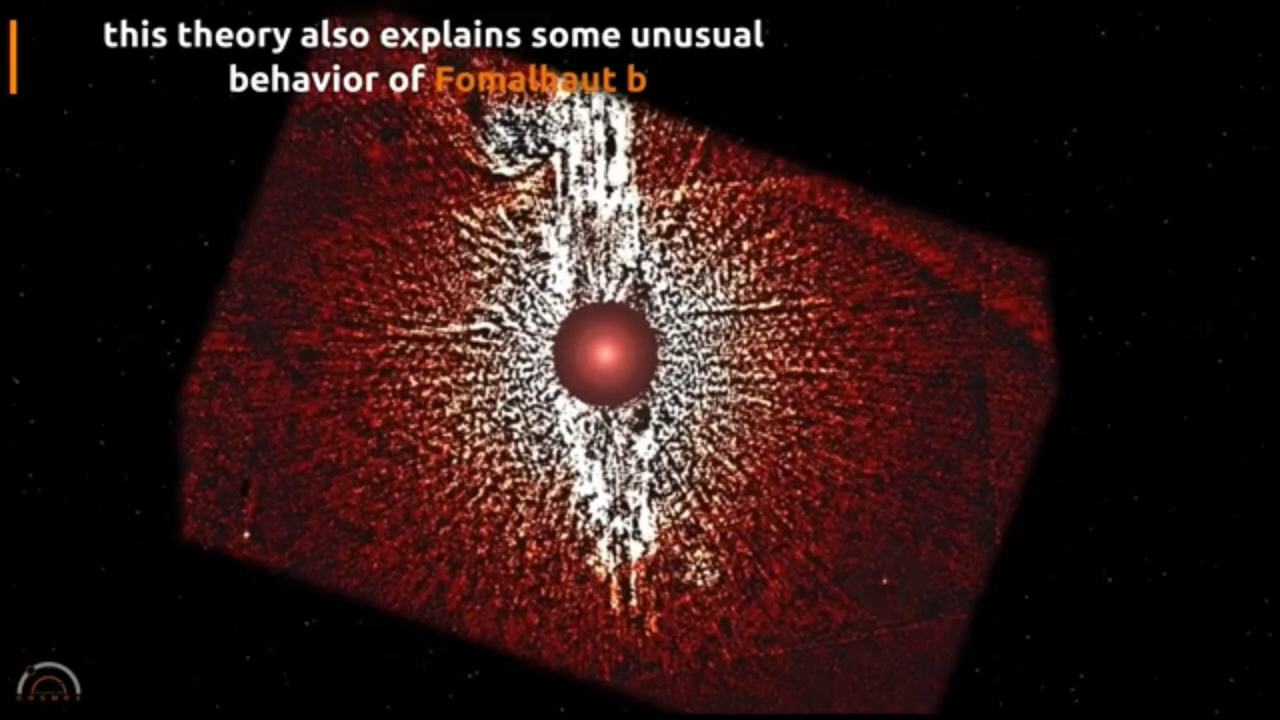 this theory also explains some unusual
behavior of Fomalhaut b